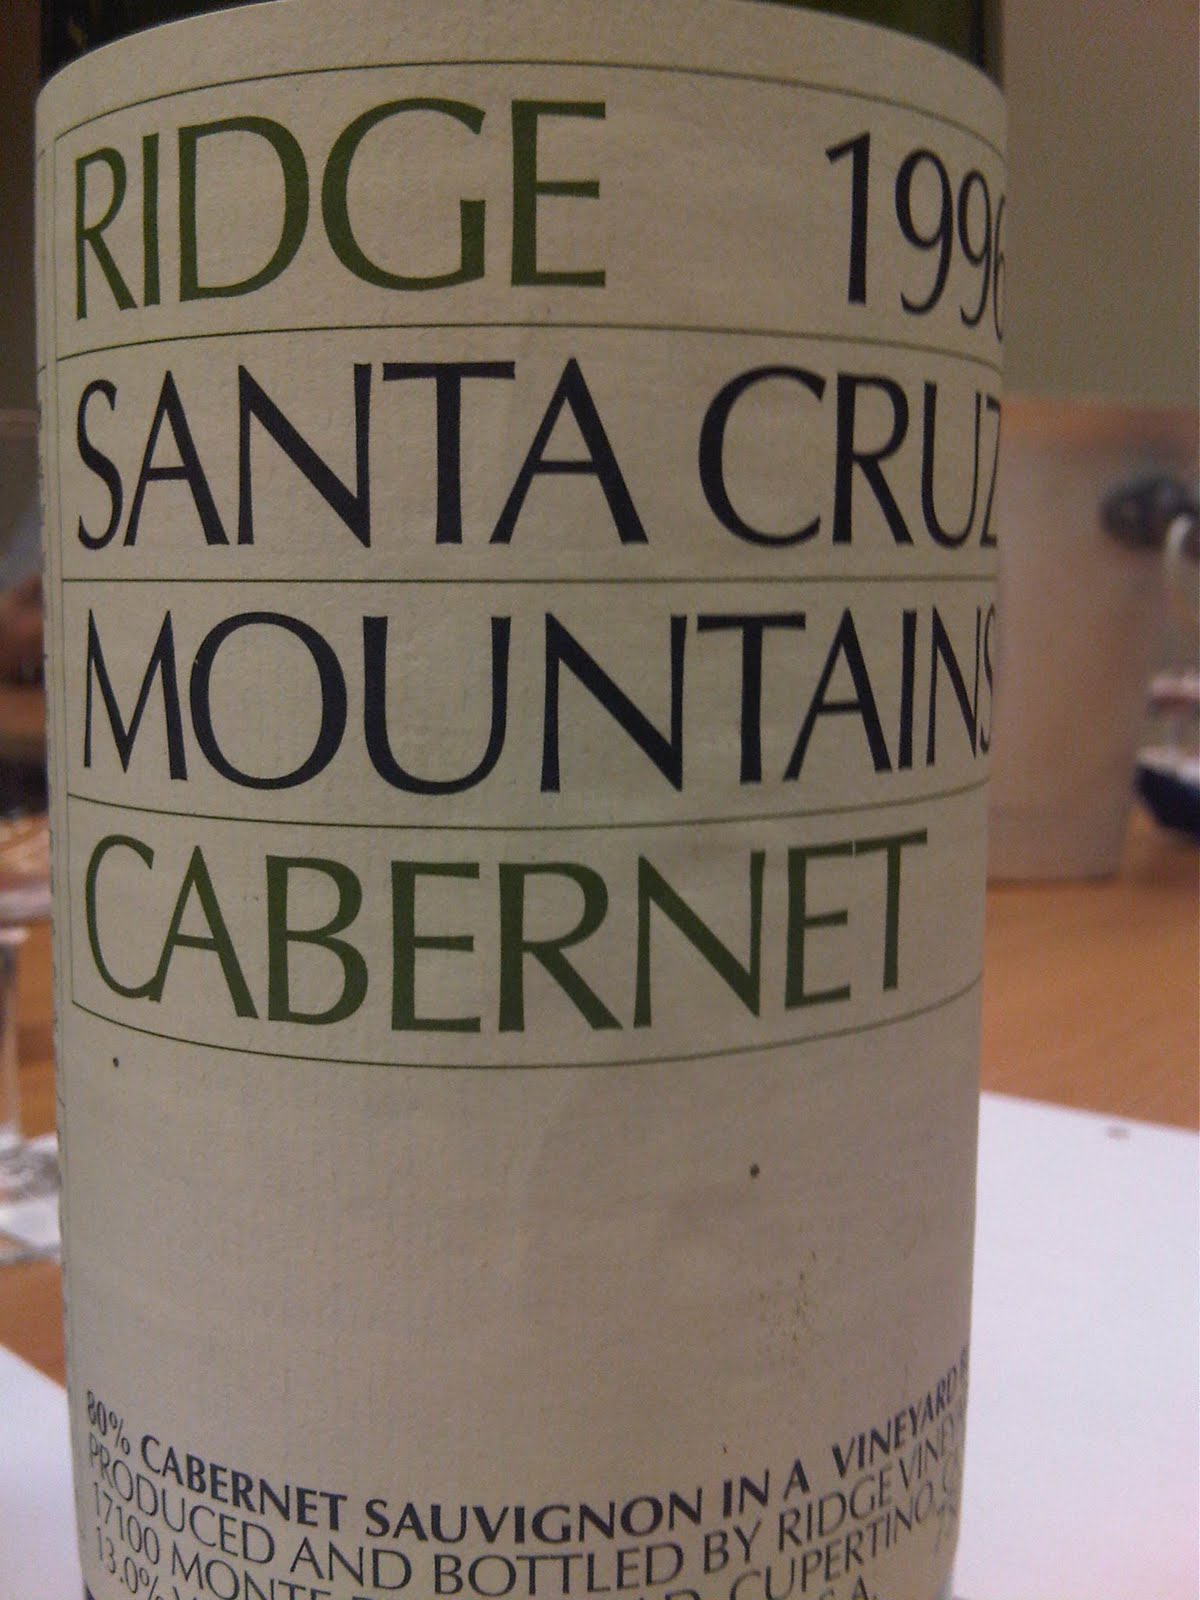 RIDGE 1996
SANTA CRUZ
MOUNTAINS
CABERNET
80% CABERNET SAUVIGNON IN A VINEYARD
PRODUCED AND BOTTLED BY RIDGE
17100 MONTE CUPERTINO,
13.0%